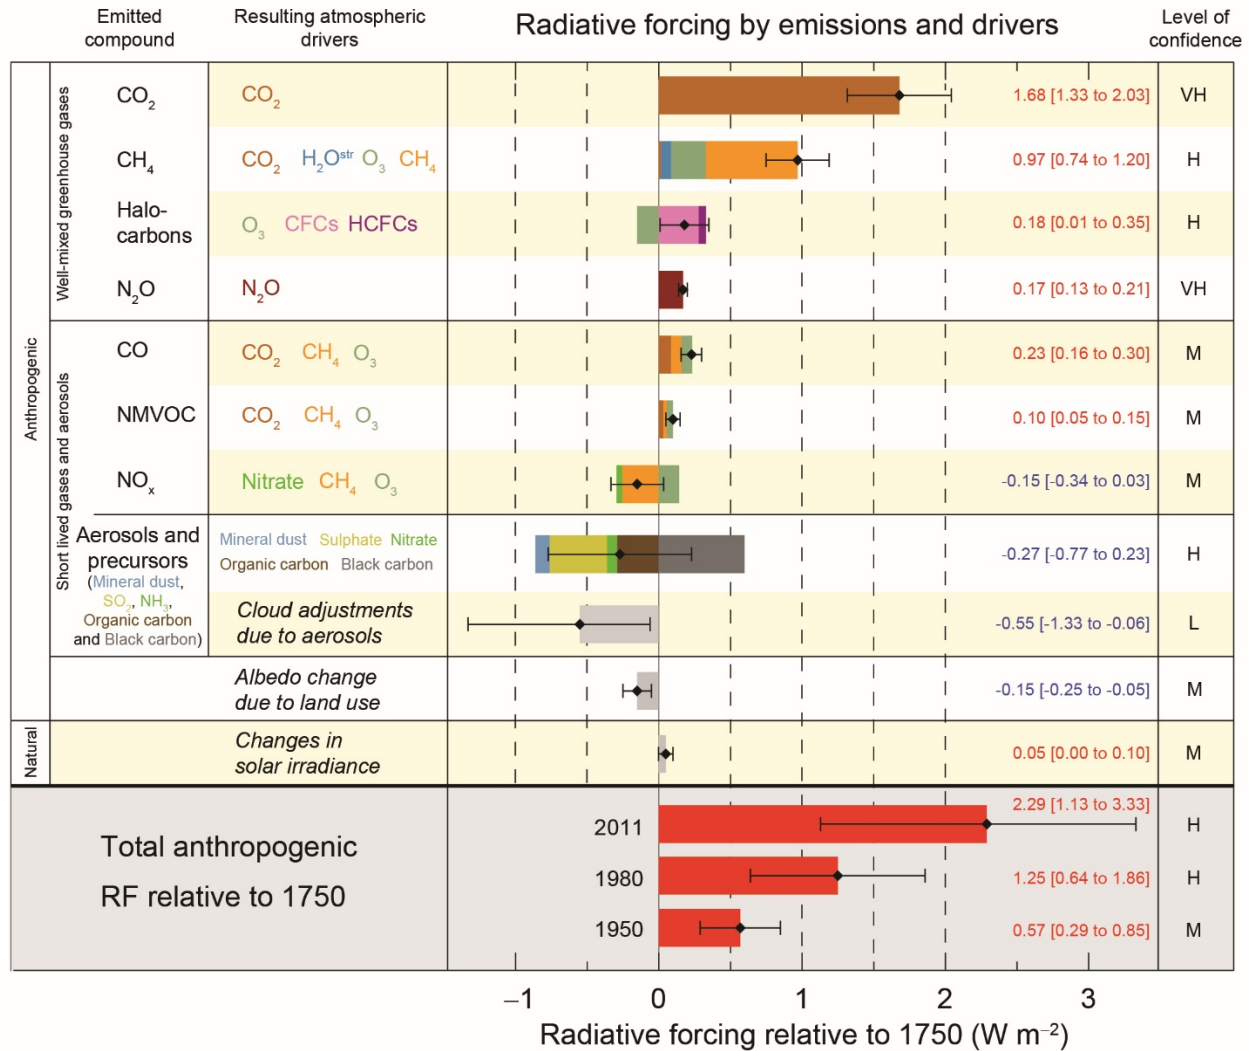 Emitted
compound
Resulting atmospheric
drivers
Radiative forcing by emissions and drivers
Level of
confidence
Anthropogenic
Well-mixed greenhouse gases
CO₂
CO₂
1.68 [1.33 to 2.03]
VH
CH₄
CO₂ H₂Oˢᵗʳ O₃ CH₄
0.97 [0.74 to 1.20]
H
Halo-
carbons
O₃ CFCs HCFCs
0.18 [0.01 to 0.35]
H
N₂O
N₂O
0.17 [0.13 to 0.21]
VH
Short lived gases and aerosols
CO
CO₂ CH₄ O₃
0.23 [0.16 to 0.30]
M
NMVOC
CO₂ CH₄ O₃
0.10 [0.05 to 0.15]
M
NOₓ
Nitrate CH₄ O₃
-0.15 [-0.34 to 0.03]
M
Aerosols and
precursors
(Mineral dust,
SO₂, NH₃,
Organic carbon
and Black carbon)
Mineral dust Sulphate Nitrate
Organic carbon Black carbon
-0.27 [-0.77 to 0.23]
H
Cloud adjustments
due to aerosols
-0.55 [-1.33 to -0.06]
L
Albedo change
due to land use
-0.15 [-0.25 to -0.05]
M
Natural
Changes in
solar irradiance
0.05 [0.00 to 0.10]
M
Total anthropogenic
RF relative to 1750
2011
2.29 [1.13 to 3.33]
H
1980
1.25 [0.64 to 1.86]
H
1950
0.57 [0.29 to 0.85]
M
−1 0 1 2 3
Radiative forcing relative to 1750 (W m⁻²)